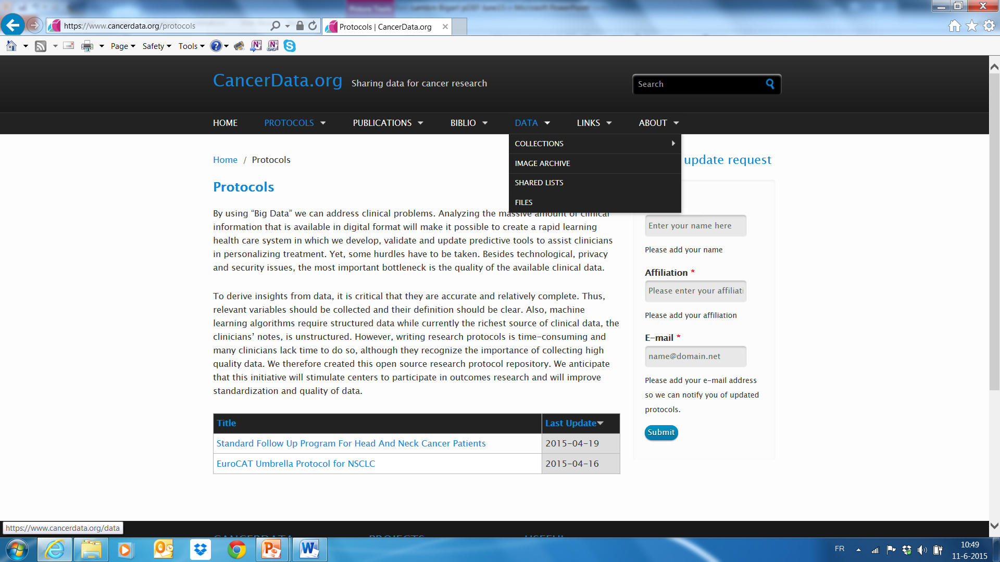 Picture Tools
https://www.cancerdata.org/protocols
Protocols | CancerData.org
Page
Safety
Tools
CancerData.org
Sharing data for cancer research
Search
HOME
PROTOCOLS
PUBLICATIONS
BIBLIO
DATA
LINKS
ABOUT
COLLECTIONS
IMAGE ARCHIVE
SHARED LISTS
FILES
Home / Protocols
update request
Protocols
By using “Big Data” we can address clinical problems. Analyzing the massive amount of clinical
information that is available in digital format will make it possible to create a rapid learning
health care system in which we develop, validate and update predictive tools to assist clinicians
in personalizing treatment. Yet, some hurdles have to be taken. Besides technological, privacy
and security issues, the most important bottleneck is the quality of the available clinical data.
To derive insights from data, it is critical that they are accurate and relatively complete. Thus,
relevant variables should be collected and their definition should be clear. Also, machine
learning algorithms require structured data while currently the richest source of clinical data, the
clinicians’ notes, is unstructured. However, writing research protocols is time-consuming and
many clinicians lack time to do so, although they recognize the importance of collecting high
quality data. We therefore created this open source research protocol repository. We anticipate
that this initiative will stimulate centers to participate in outcomes research and will improve
standardization and quality of data.
Title
Last Update
Standard Follow Up Program For Head And Neck Cancer Patients
2015-04-19
EuroCAT Umbrella Protocol for NSCLC
2015-04-16
Enter your name here
Please add your name
Affiliation *
Please enter your affiliati
Please add your affiliation
E-mail *
name@domain.net
Please add your e-mail address
so we can notify you of updated
protocols.
Submit
https://www.cancerdata.org/data
CANCERDATA
PROJECTS
USEFUL
FR
10:49
11-6-2015